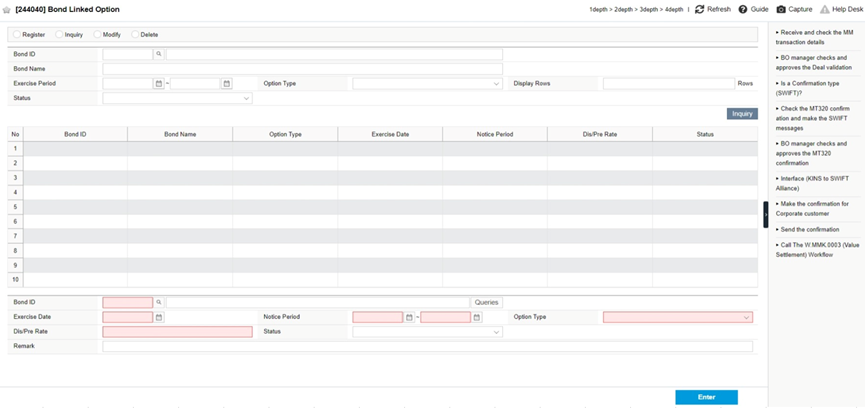 [244040] Bond Linked Option
1depth > 2depth > 3depth > 4depth | Refresh Guide Capture Help Desk
Register Inquiry Modify Delete
Bond ID
Bond Name
Exercise Period ~ Option Type Display Rows Rows
Status
Inquiry
No Bond ID Bond Name Option Type Exercise Date Notice Period Dis/Pre Rate Status
1
2
3
4
5
6
7
8
9
10
Bond ID Queries
Exercise Date Notice Period ~ Option Type
Dis/Pre Rate Status
Remark
Enter
Receive and check the MM
transaction details
BO manager checks and
approves the Deal validation
Is a Confirmation type
(SWIFT)?
Check the MT320 confirm
ation and make the SWIFT
messages
BO manager checks and
approves the MT320
confirmation
Interface (KINS to SWIFT
Alliance)
Make the confirmation for
Corporate customer
Send the confirmation
Call The W.MMK.0003 (Value
Settlement) Workflow